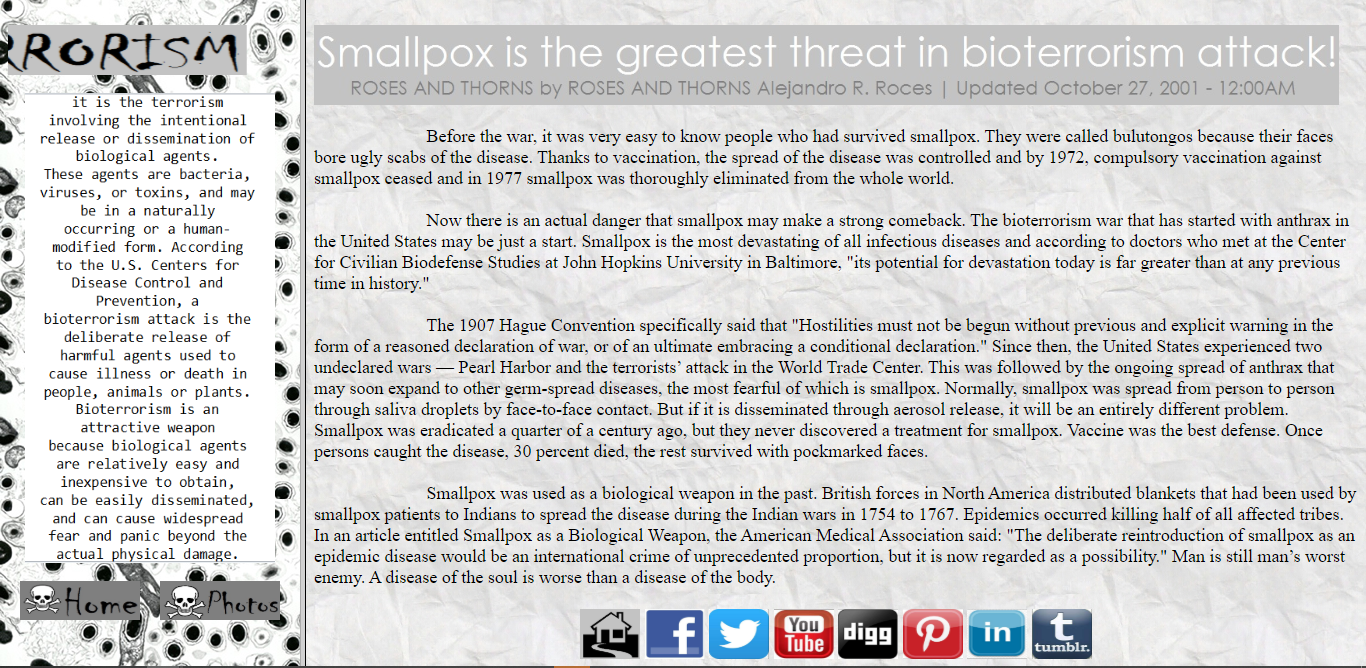 RRORISM
it is the terrorism
involving the intentional
release or dissemination of
biological agents.
These agents are bacteria,
viruses, or toxins, and may
be in a naturally
occurring or a human-
modified form. According
to the U.S. Centers for
Disease Control and
Prevention, a
bioterrorism attack is the
deliberate release of
harmful agents used to
cause illness or death in
people, animals or plants.
Bioterrorism is an
attractive weapon
because biological agents
are relatively easy and
inexpensive to obtain,
can be easily disseminated,
and can cause widespread
fear and panic beyond the
actual physical damage.
Home
Photos
Smallpox is the greatest threat in bioterrorism attack!
ROSES AND THORNS by ROSES AND THORNS Alejandro R. Roces | Updated October 27, 2001 - 12:00AM
Before the war, it was very easy to know people who had survived smallpox. They were called bulutongos because their faces
bore ugly scabs of the disease. Thanks to vaccination, the spread of the disease was controlled and by 1972, compulsory vaccination against
smallpox ceased and in 1977 smallpox was thoroughly eliminated from the whole world.
Now there is an actual danger that smallpox may make a strong comeback. The bioterrorism war that has started with anthrax in
the United States may be just a start. Smallpox is the most devastating of all infectious diseases and according to doctors who met at the Center
for Civilian Biodefense Studies at John Hopkins University in Baltimore, "its potential for devastation today is far greater than at any previous
time in history."
The 1907 Hague Convention specifically said that "Hostilities must not be begun without previous and explicit warning in the
form of a reasoned declaration of war, or of an ultimate embracing a conditional declaration." Since then, the United States experienced two
undeclared wars — Pearl Harbor and the terrorists’ attack in the World Trade Center. This was followed by the ongoing spread of anthrax that
may soon expand to other germ-spread diseases, the most fearful of which is smallpox. Normally, smallpox was spread from person to person
through saliva droplets by face-to-face contact. But if it is disseminated through aerosol release, it will be an entirely different problem.
Smallpox was eradicated a quarter of a century ago, but they never discovered a treatment for smallpox. Vaccine was the best defense. Once
persons caught the disease, 30 percent died, the rest survived with pockmarked faces.
Smallpox was used as a biological weapon in the past. British forces in North America distributed blankets that had been used by
smallpox patients to Indians to spread the disease during the Indian wars in 1754 to 1767. Epidemics occurred killing half of all affected tribes.
In an article entitled Smallpox as a Biological Weapon, the American Medical Association said: "The deliberate reintroduction of smallpox as an
epidemic disease would be an international crime of unprecedented proportion, but it is now regarded as a possibility." Man is still man’s worst
enemy. A disease of the soul is worse than a disease of the body.
f
You
Tube
digg
in
t
tumblr.